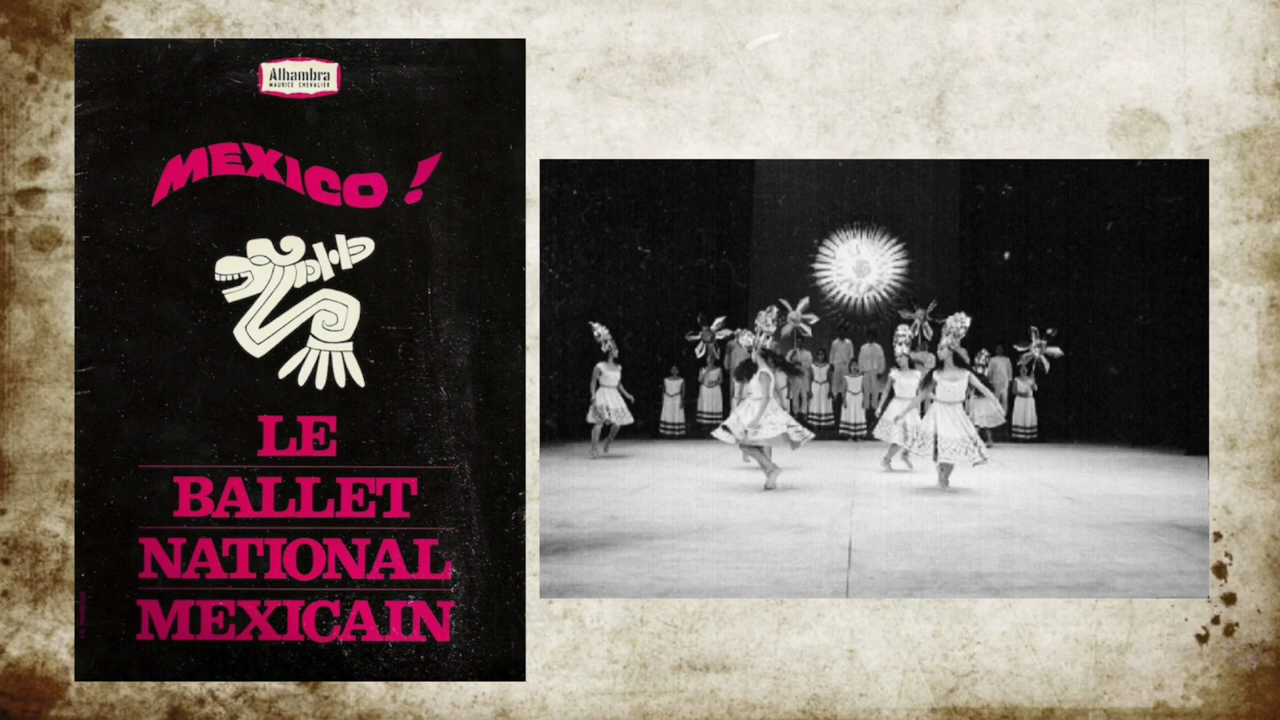 Alhambra
MAURICE CHEVALIER
MEXICO !
LE
BALLET
NATIONAL
MEXICAIN